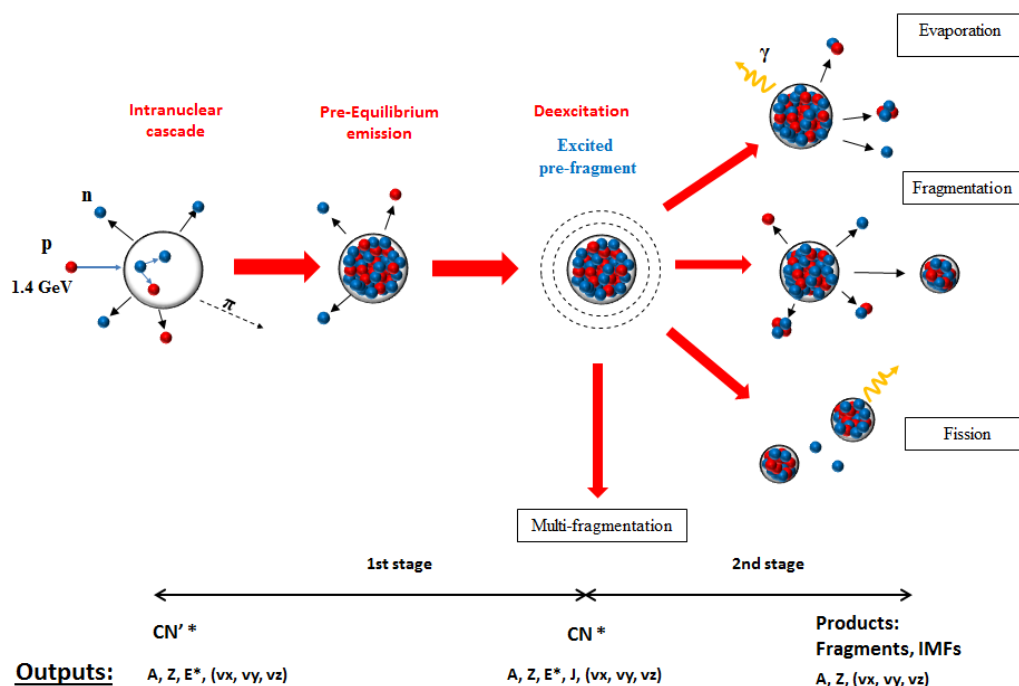 Evaporation
γ
Intranuclear
cascade
Pre-Equilibrium
emission
Deexcitation
Excited
pre-fragment
Fragmentation
n
p
1.4 GeV
π
Fission
Multi-fragmentation
1st stage
2nd stage
CN' *
CN *
Products:
Fragments, IMFs
Outputs:
A, Z, E*, (vx, vy, vz)
A, Z, E*, J, (vx, vy, vz)
A, Z, (vx, vy, vz)